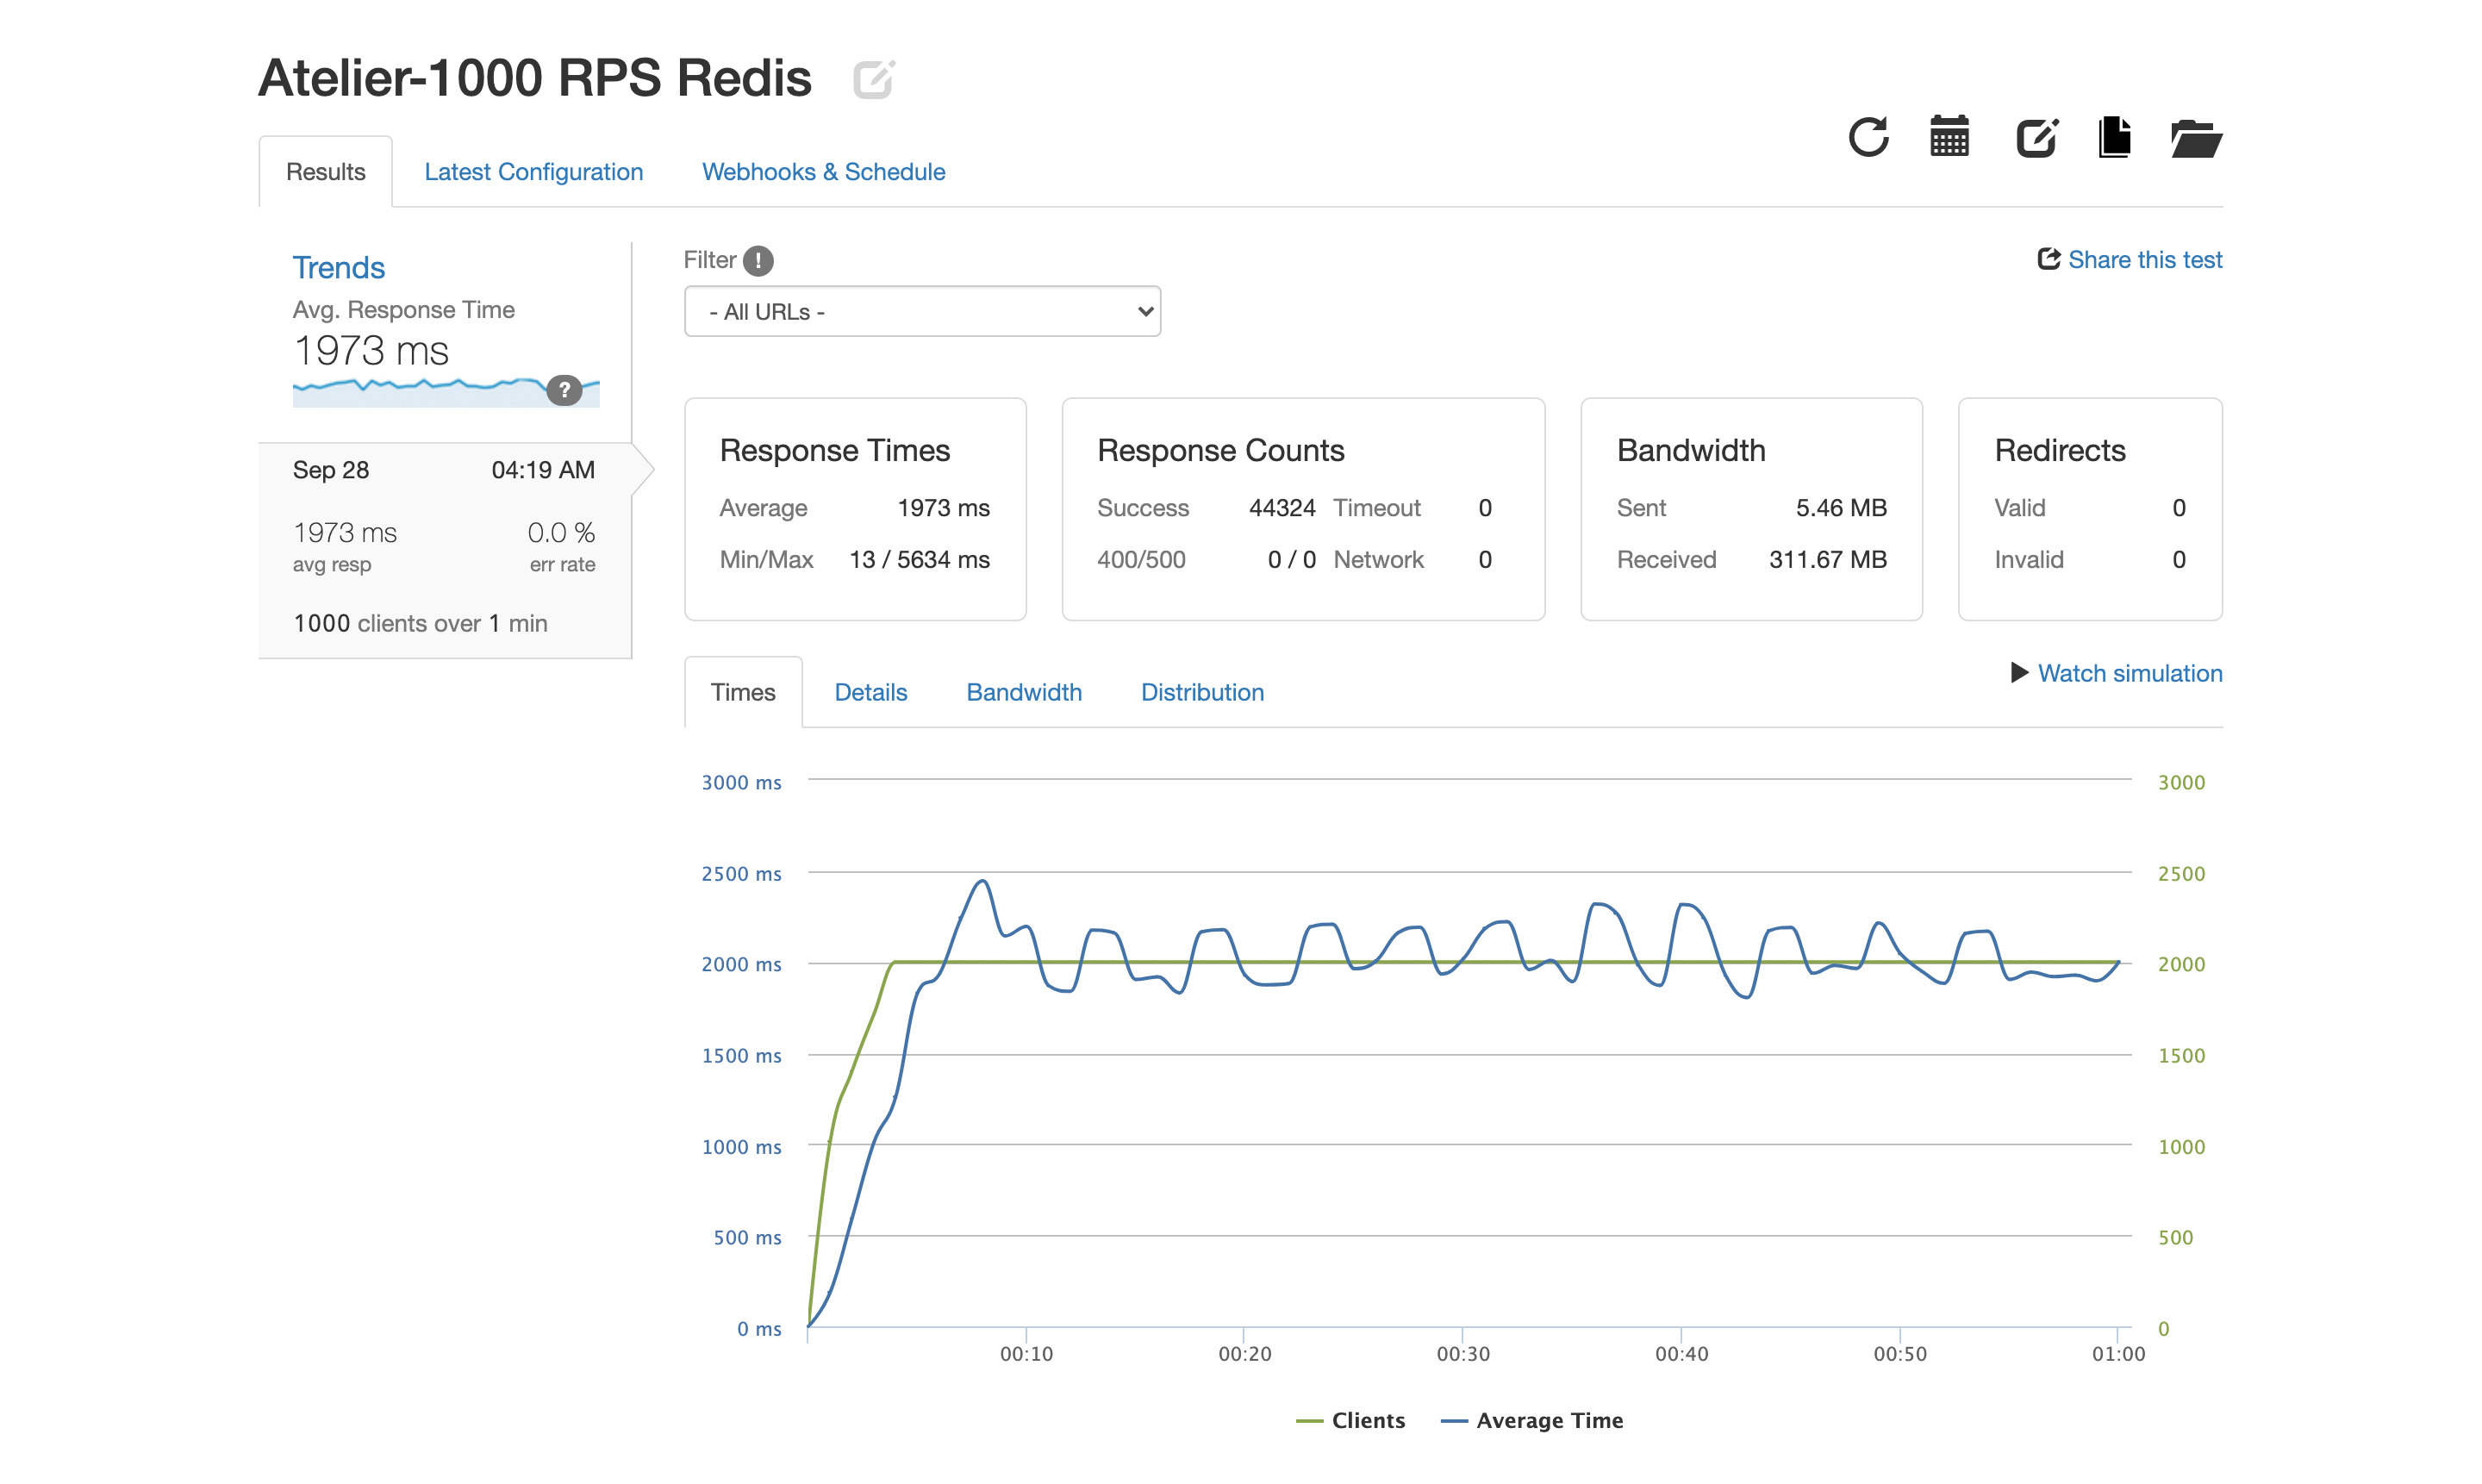 Atelier-1000 RPS Redis
Results Latest Configuration Webhooks & Schedule
Trends
Avg. Response Time
1973 ms
?
Sep 28 04:19 AM
1973 ms 0.0 %
avg resp err rate
1000 clients over 1 min
Filter !
- All URLs -
Share this test
Response Times
Average 1973 ms
Min/Max 13 / 5634 ms
Response Counts
Success 44324 Timeout 0
400/500 0 / 0 Network 0
Bandwidth
Sent 5.46 MB
Received 311.67 MB
Redirects
Valid 0
Invalid 0
Times Details Bandwidth Distribution
Watch simulation
3000 ms 3000
2500 ms 2500
2000 ms 2000
1500 ms 1500
1000 ms 1000
500 ms 500
0 ms 0
00:10 00:20 00:30 00:40 00:50 01:00
Clients Average Time